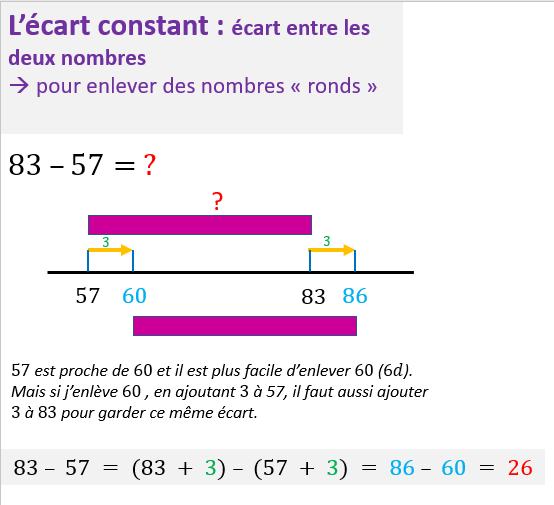 L'écart constant : écart entre les
deux nombres
→ pour enlever des nombres « ronds »
83 – 57 = ?
?
3 3
57 60 83 86
57 est proche de 60 et il est plus facile d'enlever 60 (6d).
Mais si j'enlève 60 , en ajoutant 3 à 57, il faut aussi ajouter
3 à 83 pour garder ce même écart.
83 – 57 = (83 + 3) – (57 + 3) = 86 – 60 = 26